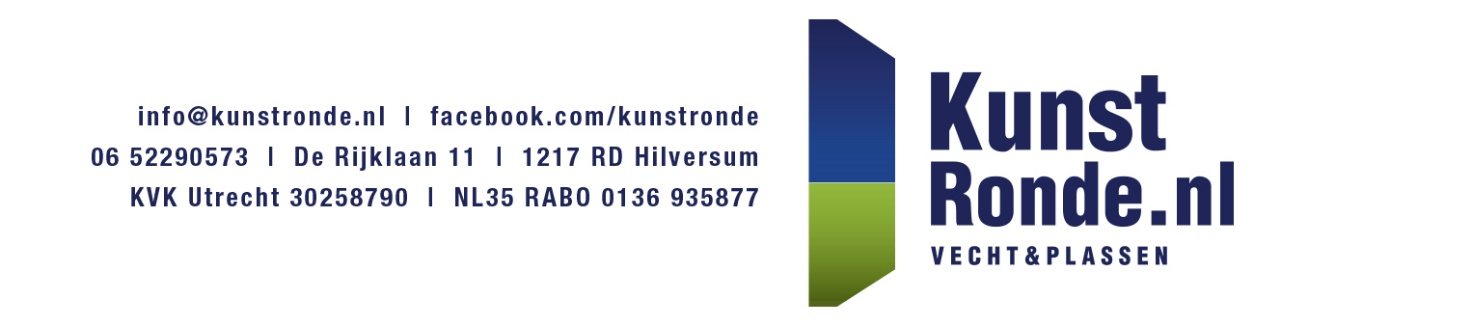 info@kunstronde.nl | facebook.com/kunstronde
06 52290573 | De Rijklaan 11 | 1217 RD Hilversum
KVK Utrecht 30258790 | NL35 RABO 0136 935877
Kunst
Ronde.nl
VECHT&PLASSEN